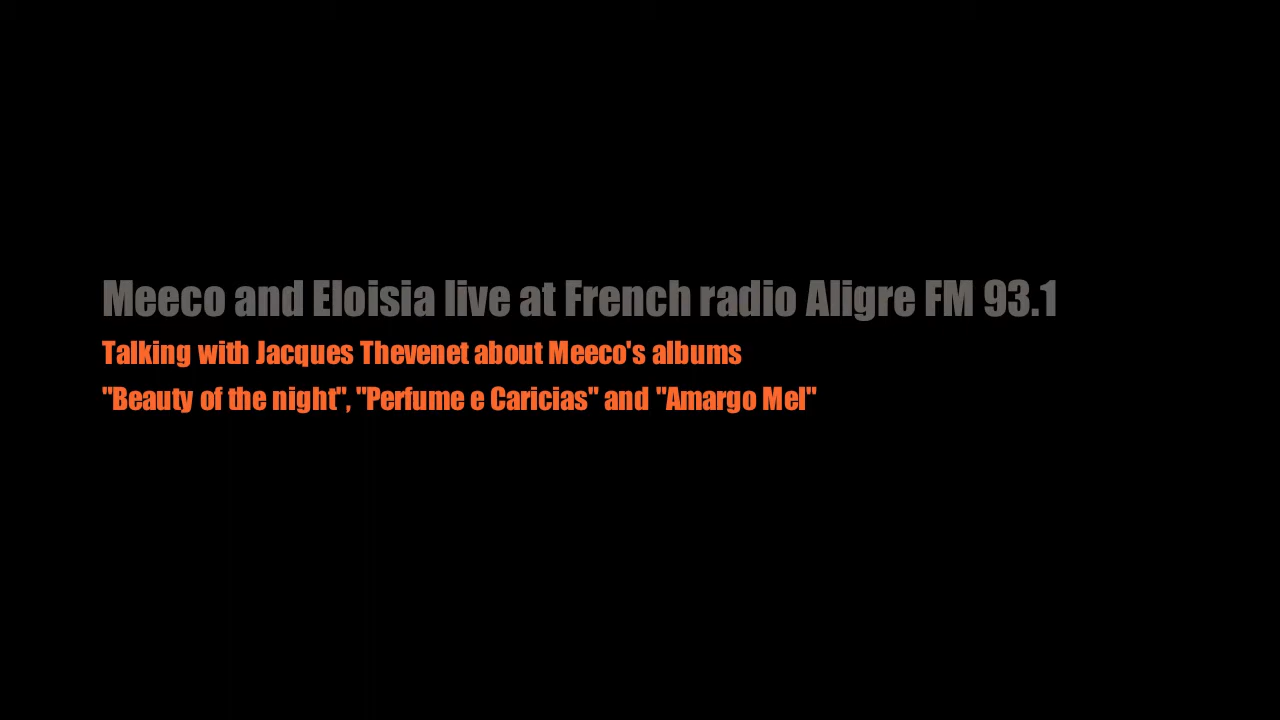 Meeco and Eloisia live at French radio Aligre FM 93.1
Talking with Jacques Thevenet about Meeco's albums
"Beauty of the night", "Perfume e Caricias" and "Amargo Mel"